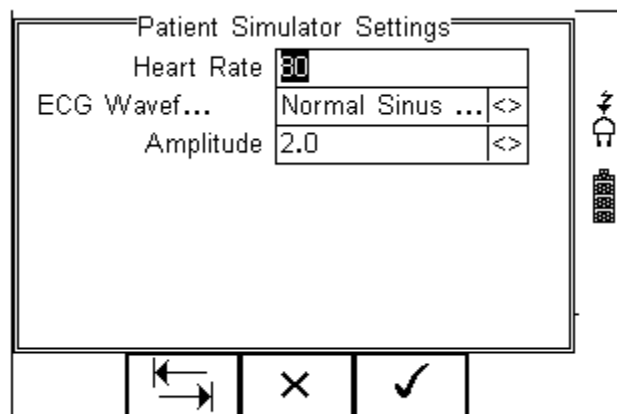 Patient Simulator Settings
Heart Rate 80
ECG Wavef... Normal Sinus ... <>
Amplitude 2.0 <>